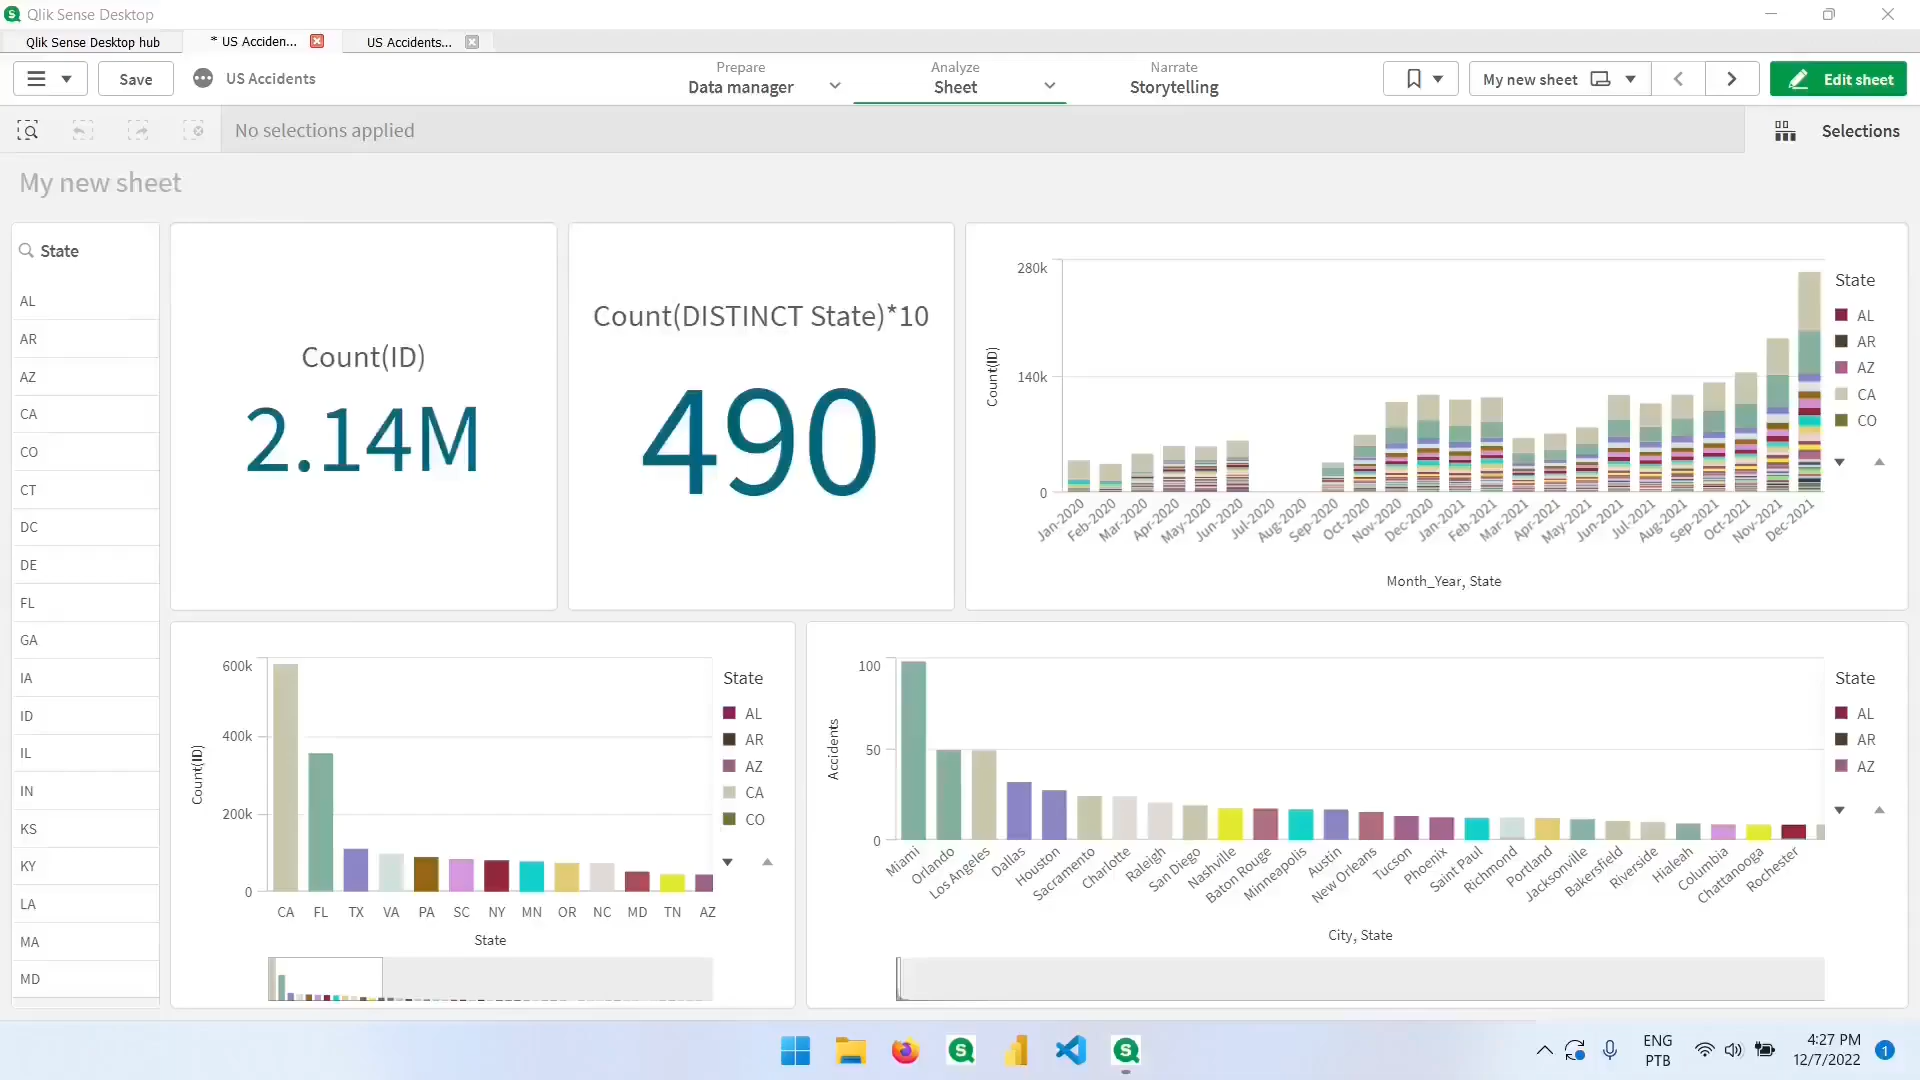 Qlik Sense Desktop
Qlik Sense Desktop hub
* US Acciden...
US Accidents...
Save
US Accidents
Prepare
Data manager
Analyze
Sheet
Narrate
Storytelling
My new sheet
Edit sheet
No selections applied
Selections
My new sheet
State
AL
AR
AZ
CA
CO
CT
DC
DE
FL
GA
IA
ID
IL
IN
KS
KY
LA
MA
MD
Count(ID)
2.14M
Count(DISTINCT State)*10
490
Count(ID)
280k
140k
0
Jan-2020
Feb-2020
Mar-2020
Apr-2020
May-2020
Jun-2020
Jul-2020
Aug-2020
Sep-2020
Oct-2020
Nov-2020
Dec-2020
Jan-2021
Feb-2021
Mar-2021
Apr-2021
May-2021
Jun-2021
Jul-2021
Aug-2021
Sep-2021
Oct-2021
Nov-2021
Dec-2021
Month_Year, State
State
AL
AR
AZ
CA
CO
Count(ID)
600k
400k
200k
0
CA
FL
TX
VA
PA
SC
NY
MN
OR
NC
MD
TN
AZ
State
State
AL
AR
AZ
CA
CO
Accidents
100
50
0
Miami
Orlando
Los Angeles
Dallas
Houston
Sacramento
Charlotte
Raleigh
San Diego
Nashville
Baton Rouge
Minneapolis
Austin
New Orleans
Tucson
Phoenix
Saint Paul
Richmond
Portland
Jacksonville
Bakersfield
Riverside
Hialeah
Columbia
Chattanooga
Rochester
City, State
State
AL
AR
AZ
ENG
PTB
4:27 PM
12/7/2022
1